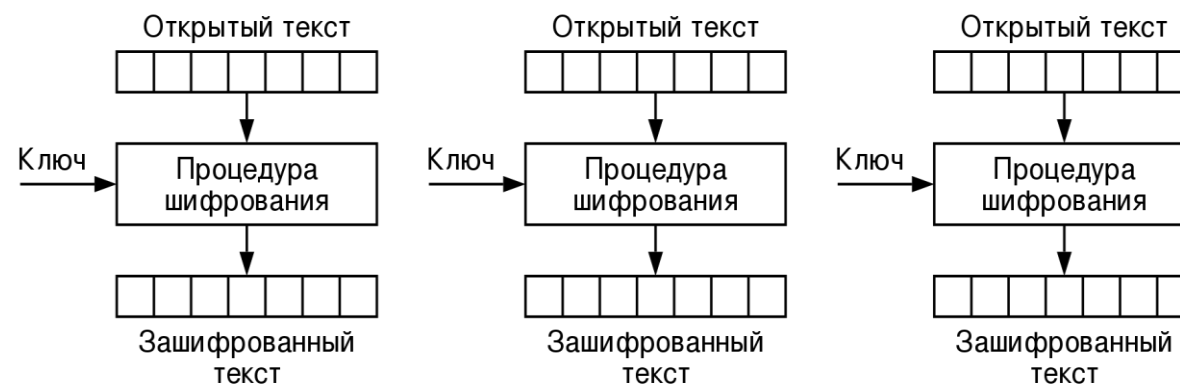 Открытый текст
Ключ
Процедура
шифрования
Зашифрованный
текст
Открытый текст
Ключ
Процедура
шифрования
Зашифрованный
текст
Открытый текст
Ключ
Процедура
шифрования
Зашифрованный
текст